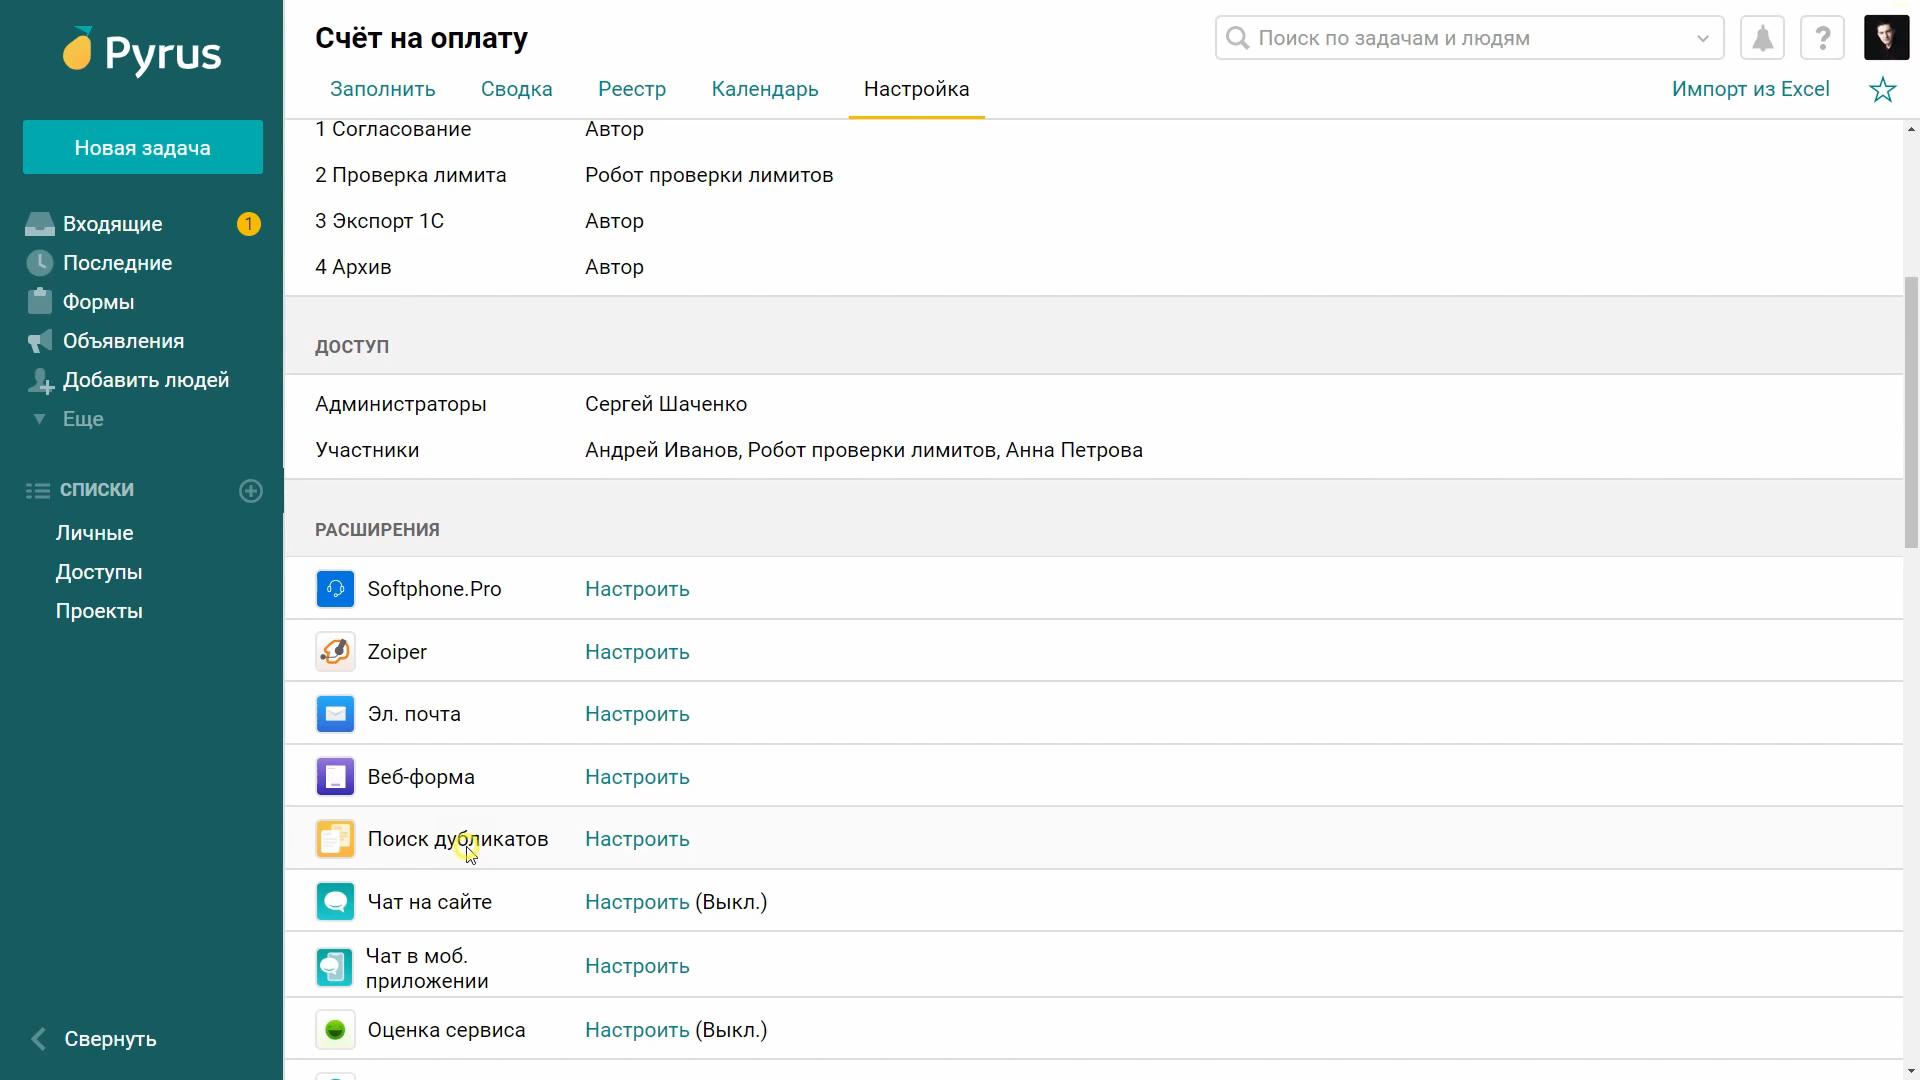 Pyrus
Счёт на оплату
Поиск по задачам и людям
?
Заполнить Сводка Реестр Календарь Настройка
Импорт из Excel
Новая задача
Входящие 1
Последние
Формы
Объявления
Добавить людей
Еще
СПИСКИ
Личные
Доступы
Проекты
Свернуть
1 Согласование Автор
2 Проверка лимита Робот проверки лимитов
3 Экспорт 1С Автор
4 Архив Автор
ДОСТУП
Администраторы Сергей Шаченко
Участники Андрей Иванов, Робот проверки лимитов, Анна Петрова
РАСШИРЕНИЯ
Softphone.Pro Настроить
Zoiper Настроить
Эл. почта Настроить
Веб-форма Настроить
Поиск дубликатов Настроить
Чат на сайте Настроить (Выкл.)
Чат в моб.
приложении Настроить
Оценка сервиса Настроить (Выкл.)